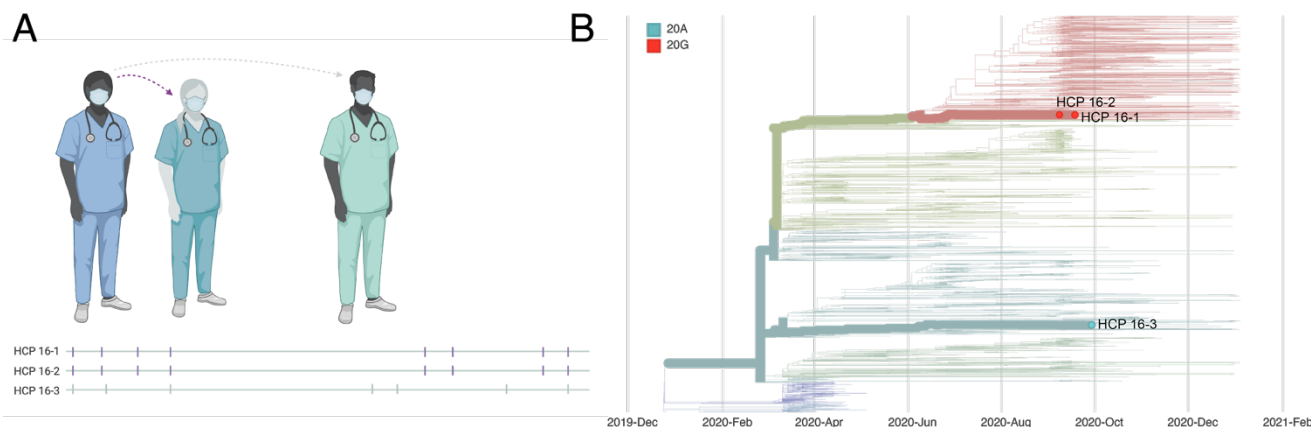 A
HCP 16-1
HCP 16-2
HCP 16-3
B
20A
20G
HCP 16-2
HCP 16-1
HCP 16-3
2019-Dec 2020-Feb 2020-Apr 2020-Jun 2020-Aug 2020-Oct 2020-Dec 2021-Feb